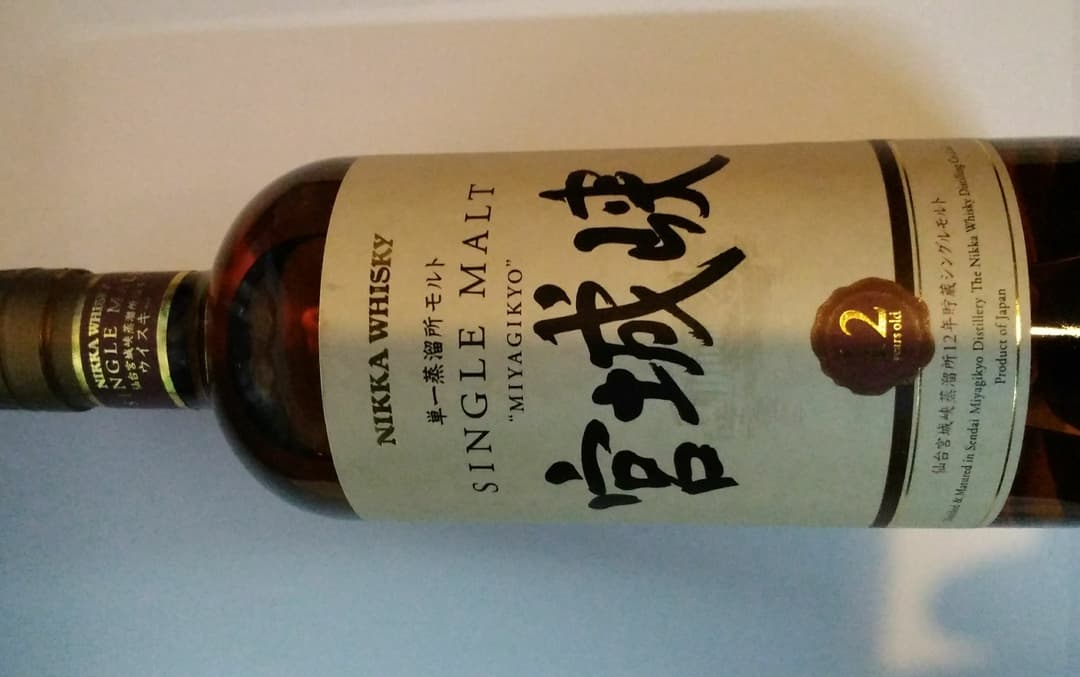 NIKKA WHISKY
SINGLE M
仙台宮城峡蒸溜所
ウイスキー
NIKKA WHISKY
単一蒸溜所モルト
SINGLE MALT
“MIYAGIKYO”
宮城峡
12
years old
仙台宮城峡蒸溜所12年貯蔵シングルモルト
& Matured in Sendai Miyagikyo Distillery The Nikka Whisky Distilling Co.
Product of Japan